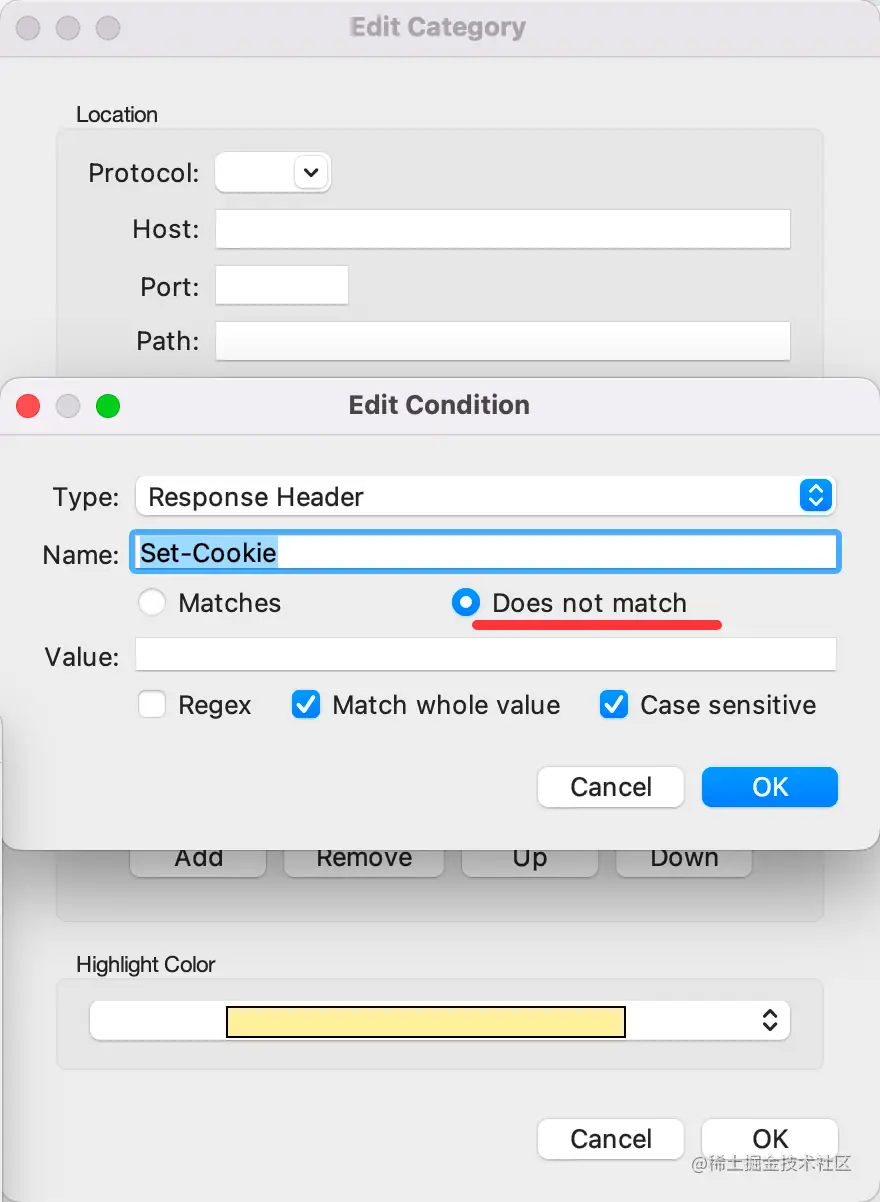 Edit Category
Location
Protocol:
Host:
Port:
Path:
Edit Condition
Type: Response Header
Name: Set-Cookie
Matches Does not match
Value:
Regex Match whole value Case sensitive
Cancel OK
Add Remove Up Down
Highlight Color
Cancel OK
@稀土掘金技术社区